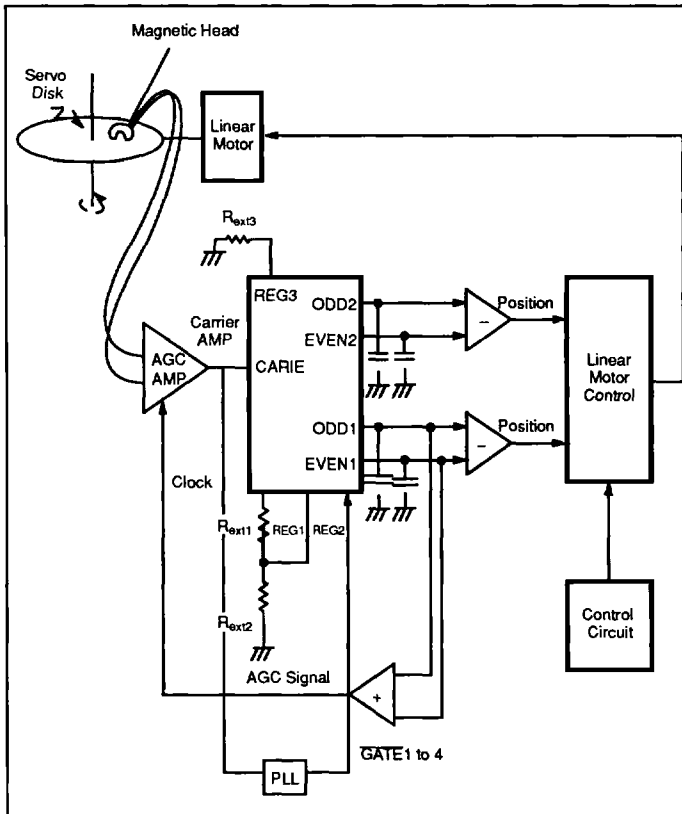 Magnetic Head
Servo
Disk
Linear
Motor
Rext3
REG3
ODD2
EVEN2
Carrier
AMP
CARIE
AGC
AMP
Position
Linear
Motor
Control
ODD1
EVEN1
Position
Clock
Rext1
REG1
REG2
Rext2
AGC Signal
Control
Circuit
GATE1 to 4
PLL
−
−
+